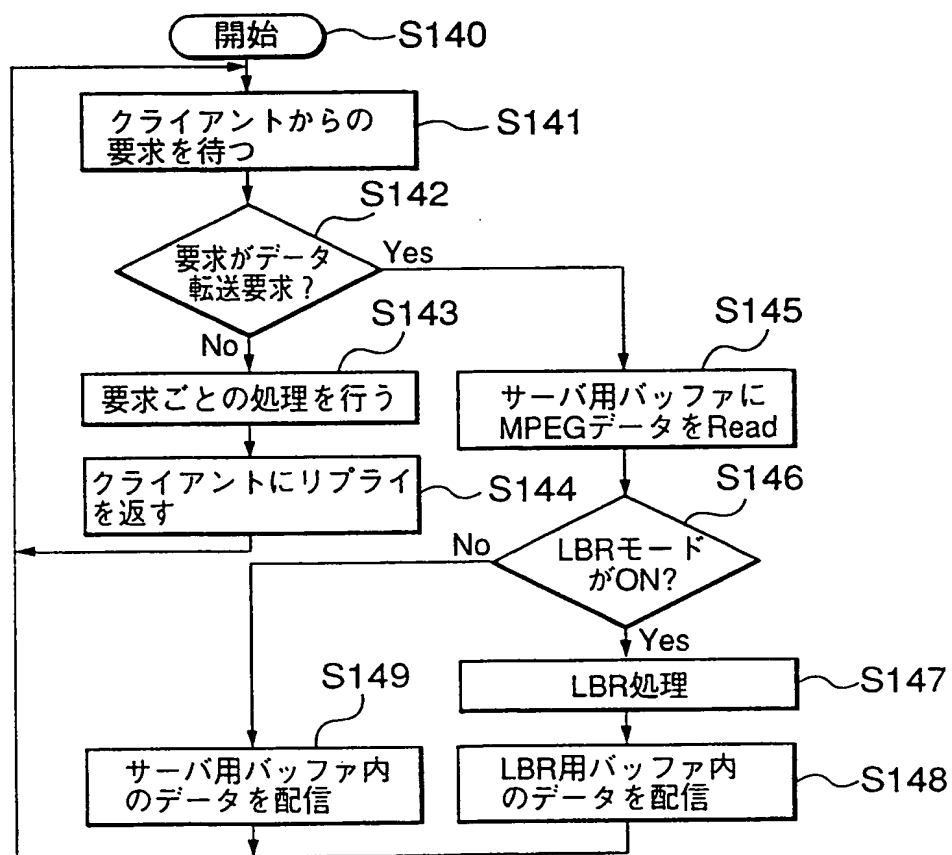 開始
S140
クライアントからの
要求を待つ
S141
S142
要求がデータ
転送要求?
Yes
No
S143
要求ごとの処理を行う
S145
サーバ用バッファに
MPEGデータをRead
クライアントにリプライ
を返す
S144
S146
LBRモード
がON?
No
Yes
LBR処理
S147
S149
サーバ用バッファ内
のデータを配信
LBR用バッファ内
のデータを配信
S148